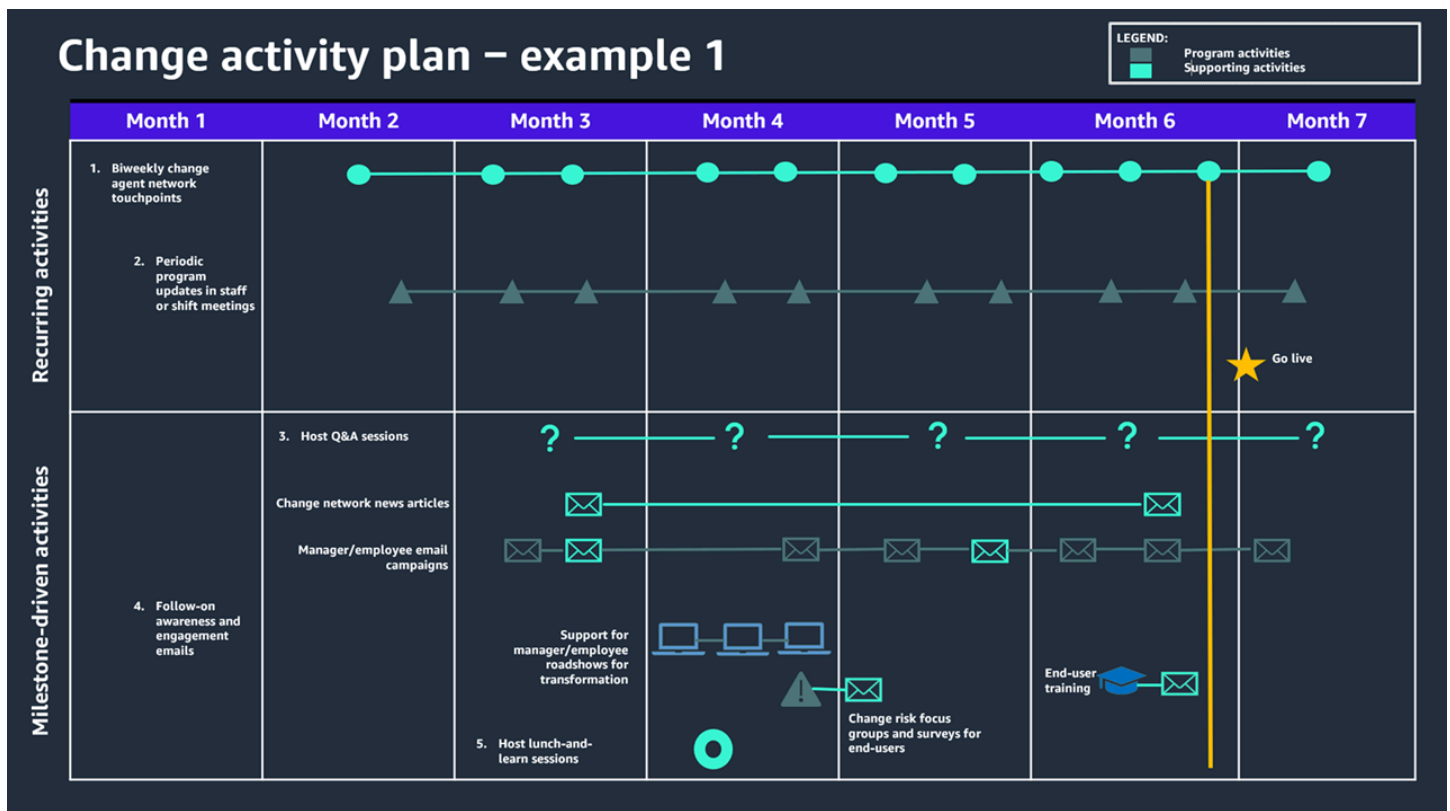 Change activity plan – example 1
LEGEND:
Program activities
Supporting activities
Month 1
Month 2
Month 3
Month 4
Month 5
Month 6
Month 7
Recurring activities
1. Biweekly change
agent network
touchpoints
2. Periodic
program
updates in staff
or shift meetings
Go live
Milestone-driven activities
3. Host Q&A sessions
? ? ? ? ?
Change network news articles
Manager/employee email
campaigns
4. Follow-on
awareness and
engagement
emails
Support for
manager/employee
roadshows for
transformation
!
Change risk focus
groups and surveys for
end-users
End-user
training
5. Host lunch-and-
learn sessions